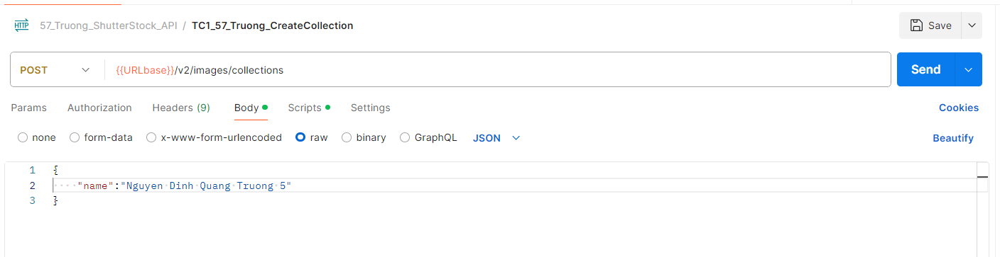 HTTP 57_Truong_ShutterStock_API / TC1_57_Truong_CreateCollection Save
POST {{URLbase}}/v2/images/collections Send
Params Authorization Headers (9) Body Scripts Settings Cookies
none form-data x-www-form-urlencoded raw binary GraphQL JSON Beautify
1 {
2 "name":"Nguyen Dinh Quang Truong 5"
3 }